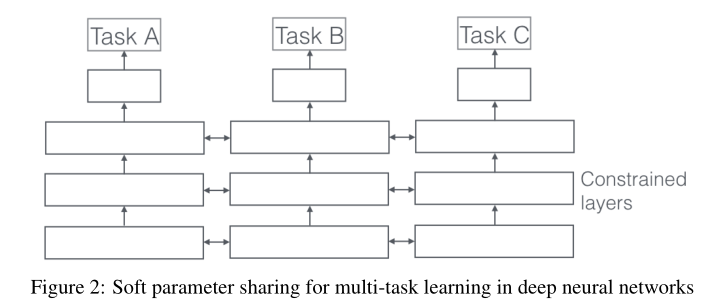 Task A Task B Task C
Constrained
layers
Figure 2: Soft parameter sharing for multi-task learning in deep neural networks